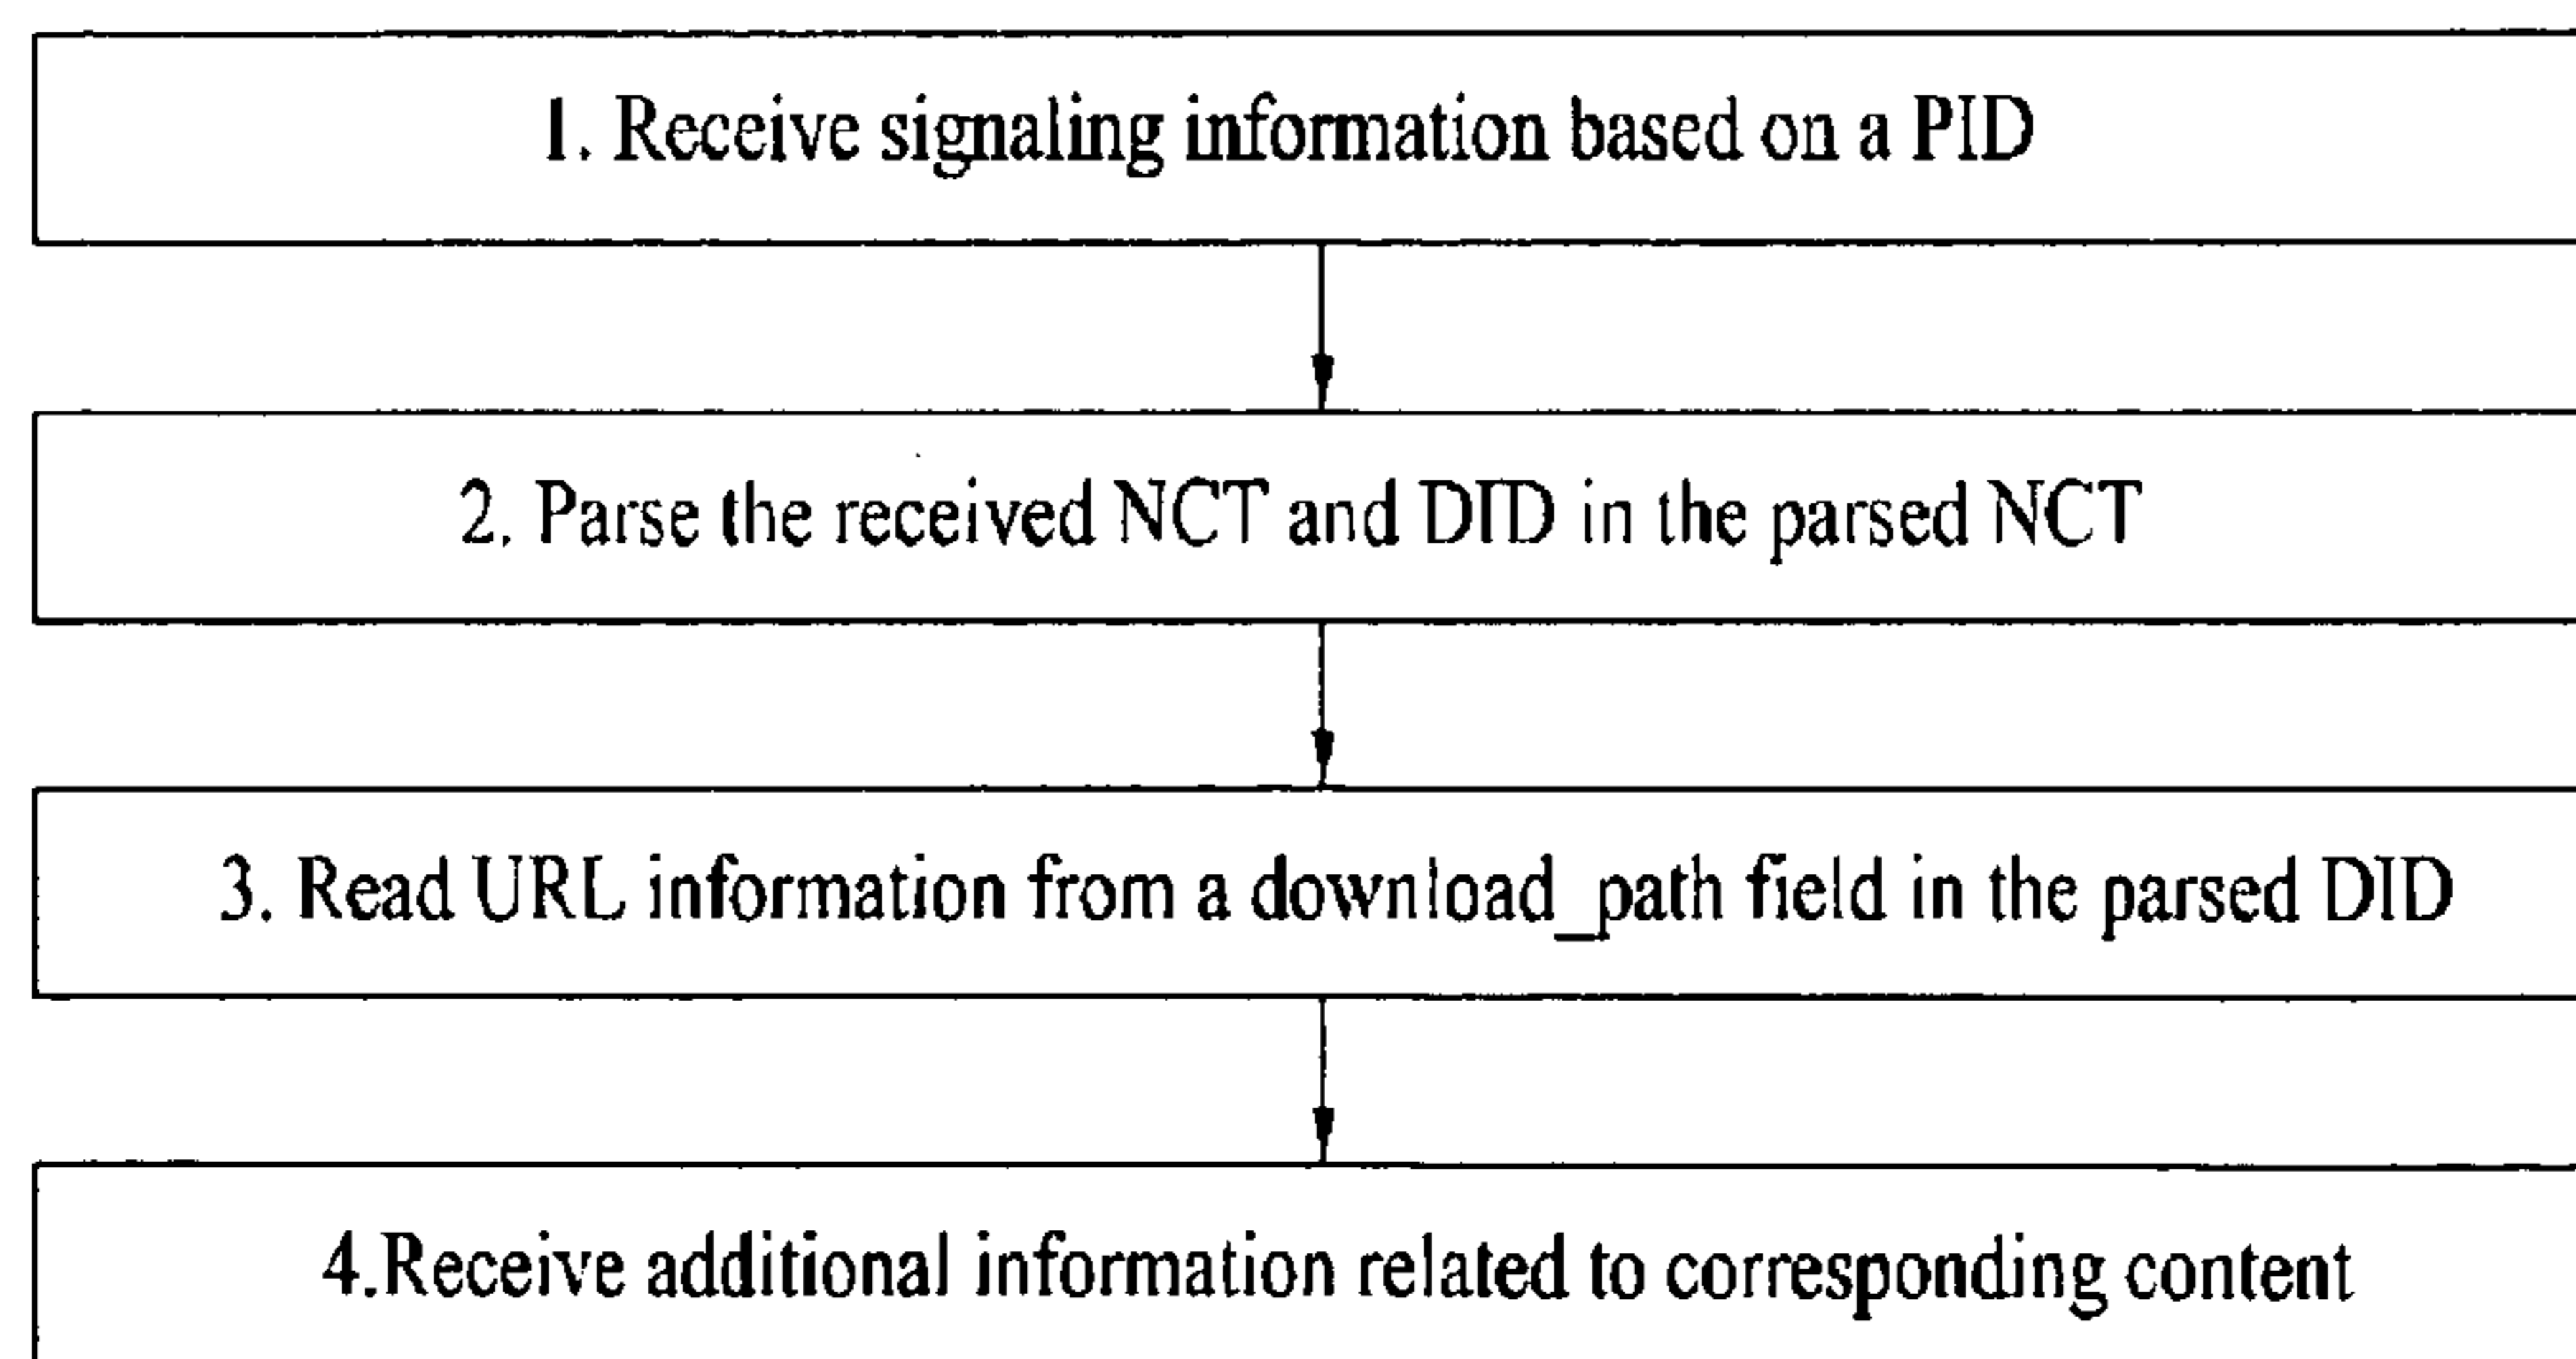 1. Receive signaling information based on a PID
2. Parse the received NCT and DID in the parsed NCT
3. Read URL information from a download_path field in the parsed DID
4.Receive additional information related to corresponding content